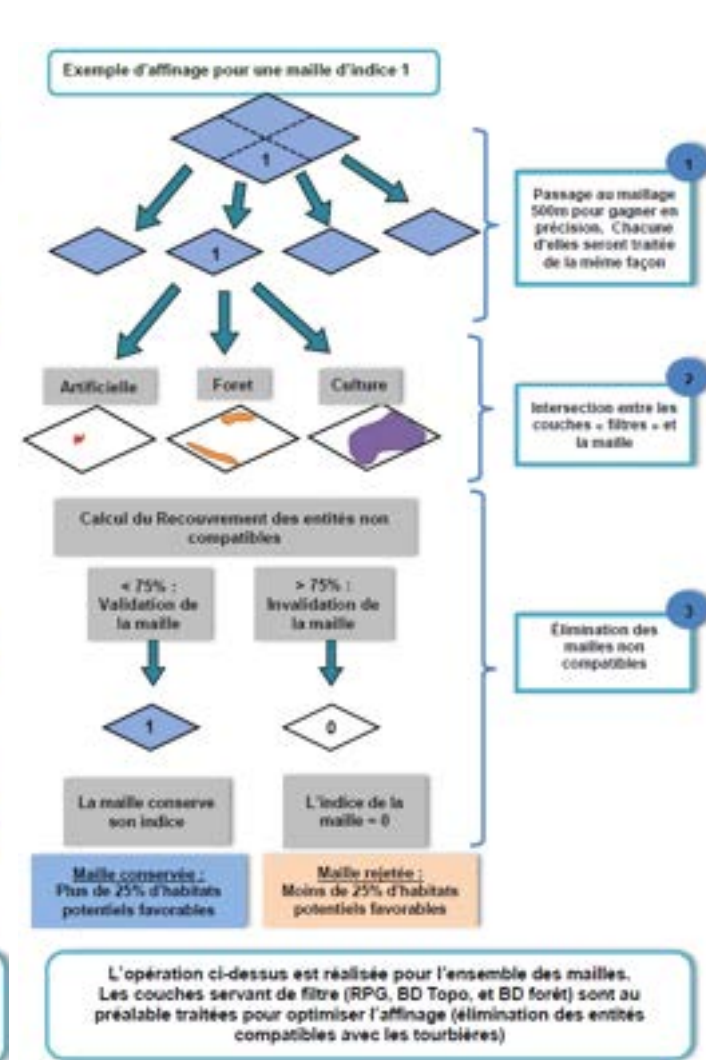 Exemple d'affinage pour une maille d'indice 1
1
1
1
Passage au maillage
500m pour gagner en
précision. Chacune
d'elles seront traitée
de la même façon
Artificielle
Foret
Culture
2
Intersection entre les
couches « filtres » et
la maille
Calcul du Recouvrement des entités non
compatibles
< 75% :
Validation de
la maille
> 75% :
Invalidation de
la maille
3
Élimination des
mailles non
compatibles
1
0
La maille conserve
son indice
L'indice de la
maille = 0
Maille conservée :
Plus de 25% d'habitats
potentiels favorables
Maille rejetée :
Moins de 25% d'habitats
potentiels favorables
L'opération ci-dessus est réalisée pour l'ensemble des mailles.
Les couches servant de filtre (RPG, BD Topo, et BD forêt) sont au
préalable traitées pour optimiser l'affinage (élimination des entités
compatibles avec les tourbières)